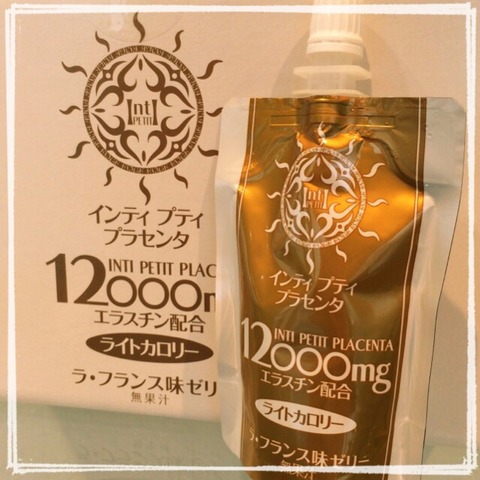 IntI
PETIT
インティ プティ
プラセンタ
INTI PETIT PLACE
12000m
エラスチン配合
ライトカロリー
ラ・フランス味ゼリ
無果汁
IntI
PETIT
インティ プティ
プラセンタ
INTI PETIT PLACENTA
12000mg
エラスチン配合
ライトカロリー
ラ・フランス味ゼリー
無果汁